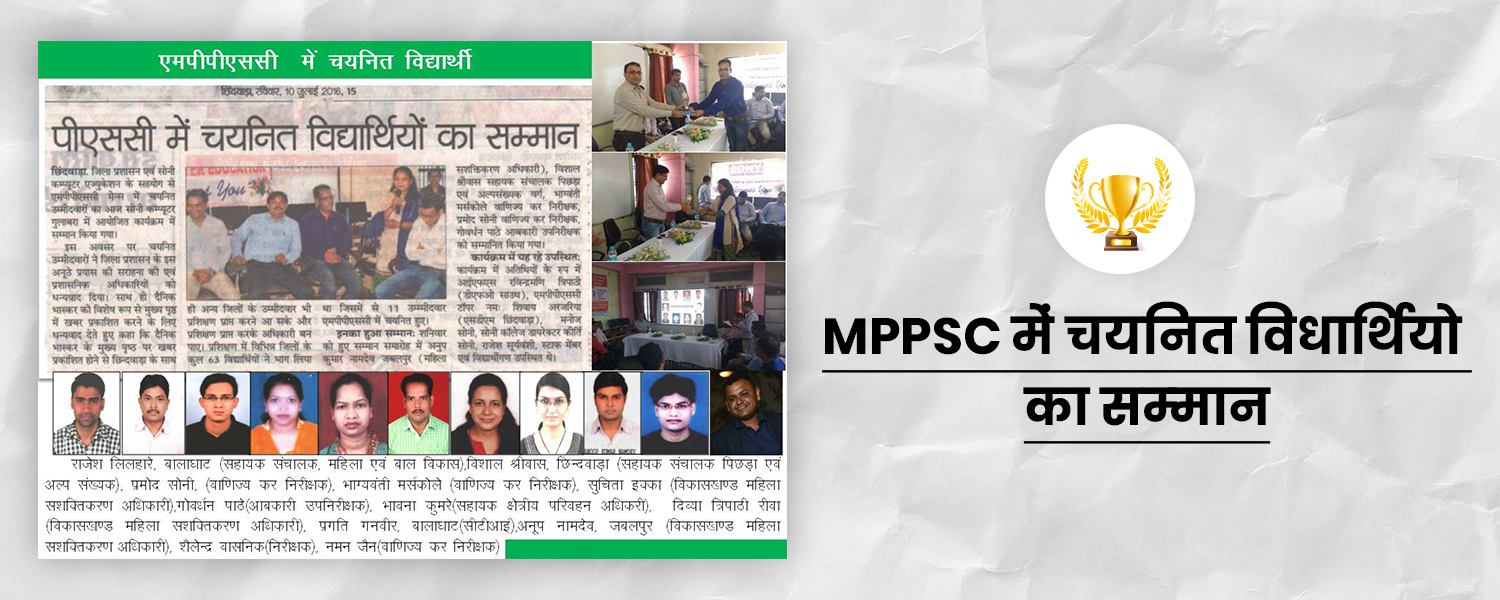 एमपीपीएससी में चयनित विद्यार्थी
छिंदवाड़ा, रविवार, 10 जुलाई 2016, 15
पीएससी में चयनित विद्यार्थियों का सम्मान
छिंदवाड़ा. जिला प्रशासन एवं सोनी
कम्प्यूटर एज्युकेशन के सहयोग से
एमपीपीएससी मेन्स में चयनित
उम्मीदवारों का आज सोनी कम्प्यूटर
गुलाबरा में आयोजित कार्यक्रम में
सम्मान किया गया।
इस अवसर पर चयनित
उम्मीदवारों ने जिला प्रशासन के इस
अनूठे प्रयास की सराहना की एवं
प्रशासनिक अधिकारियों को
धन्यवाद दिया। साथ ही दैनिक
भास्कर को विशेष रूप से मुख्य पृष्ठ
में खबर प्रकाशित करने के लिए
धन्यवाद देते हुए कहा कि दैनिक
भास्कर के मुख्य पृष्ठ पर खबर
प्रकाशित होने से छिन्दवाड़ा के साथ
ER EDUCATION
You
ही अन्य जिलों के उम्मीदवार भी
प्रशिक्षण प्राप्त करने आ सके और
प्रशिक्षण प्राप्त करके अधिकारी बन
पाए। प्रशिक्षण में विभिन्न जिलों के
कुल 63 विद्यार्थियों ने भाग लिया
था जिसमें से 11 उम्मीदवार
एमपीपीएससी में चयनित हुए।
इनका हुआ सम्मान: शनिवार
को हुए सम्मान समारोह में अनुप
कुमार नामदेव जबलपुर (महिला
सशक्तिकरण अधिकारी), विशाल
श्रीवास सहायक संचालक पिछड़ा
एवं अल्पसंख्यक वर्ग, भाग्वंती
मर्सकोले वाणिज्य कर निरीक्षक,
प्रमोद सोनी वाणिज्य कर निरीक्षक,
गोवर्धन पाठे आबकारी उपनिरीक्षक
को सम्मानित किया गया।
कार्यक्रम में यह रहे उपस्थित:
कार्यक्रम में अतिथियों के रुप में
आईएफएस रविन्द्रमणि त्रिपाठी
(डीएफओ साउथ), एमपीपीएससी
टॉपर नमः शिवाय अरजरिया
(एसडीएम छिंदवाड़ा), मनोज
सोनी, सोनी कॉलेज डायरेक्टर कीर्ति
सोनी, राजेश सूर्यवंशी, स्टाफ मेंबर
एवं विद्यार्थीगण उपस्थित थे।
राजेश लिलहारे, बालाघाट (सहायक संचालक, महिला एवं बाल विकास),विशाल श्रीवास, छिन्दवाड़ा (सहायक संचालक पिछड़ा एवं
अल्प संख्यक), प्रमोद सोनी, (वाणिज्य कर निरीक्षक), भाग्यवंती मर्सकोले (वाणिज्य कर निरीक्षक), सुचिता इक्का (विकासखण्ड महिला
सशक्तिकरण अधिकारी),गोवर्धन पाठे(आबकारी उपनिरीक्षक), भावना कुमरे(सहायक क्षेत्रीय परिवहन अधिकरी), दिव्या त्रिपाठी रीवा
(विकासखण्ड महिला सशक्तिकरण अधिकारी), प्रगति गनवीर, बालाघाट(सीटीआई),अनूप नामदेव, जबलपुर (विकासखण्ड महिला
सशक्तिकरण अधिकारी), शैलेन्द्र वासनिक(निरीक्षक), नमन जैन(वाणिज्य कर निरीक्षक)
MPPSC में चयनित विधार्थियो
का सम्मान